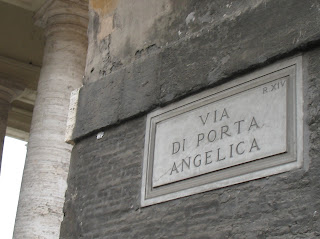 R. XIV
VIA
DI PORTA
ANGELICA